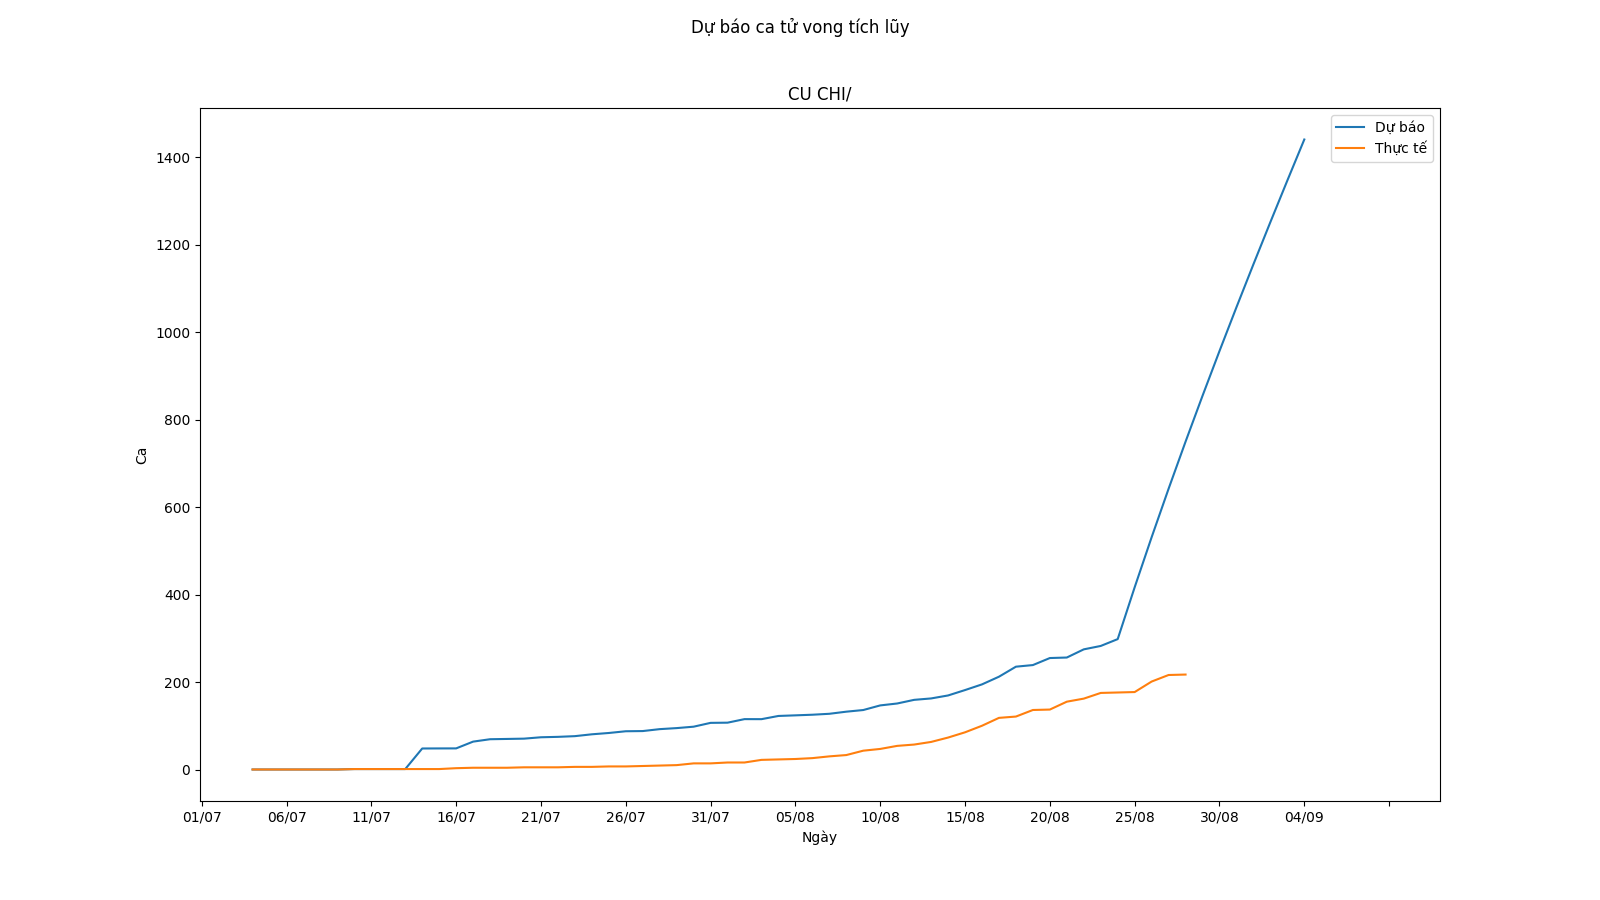 Dự báo ca tử vong tích lũy
CU CHI/
Dự báo
Thực tế
1400
1200
1000
800
600
400
200
0
Ca
01/07 06/07 11/07 16/07 21/07 26/07 31/07 05/08 10/08 15/08 20/08 25/08 30/08 04/09
Ngày